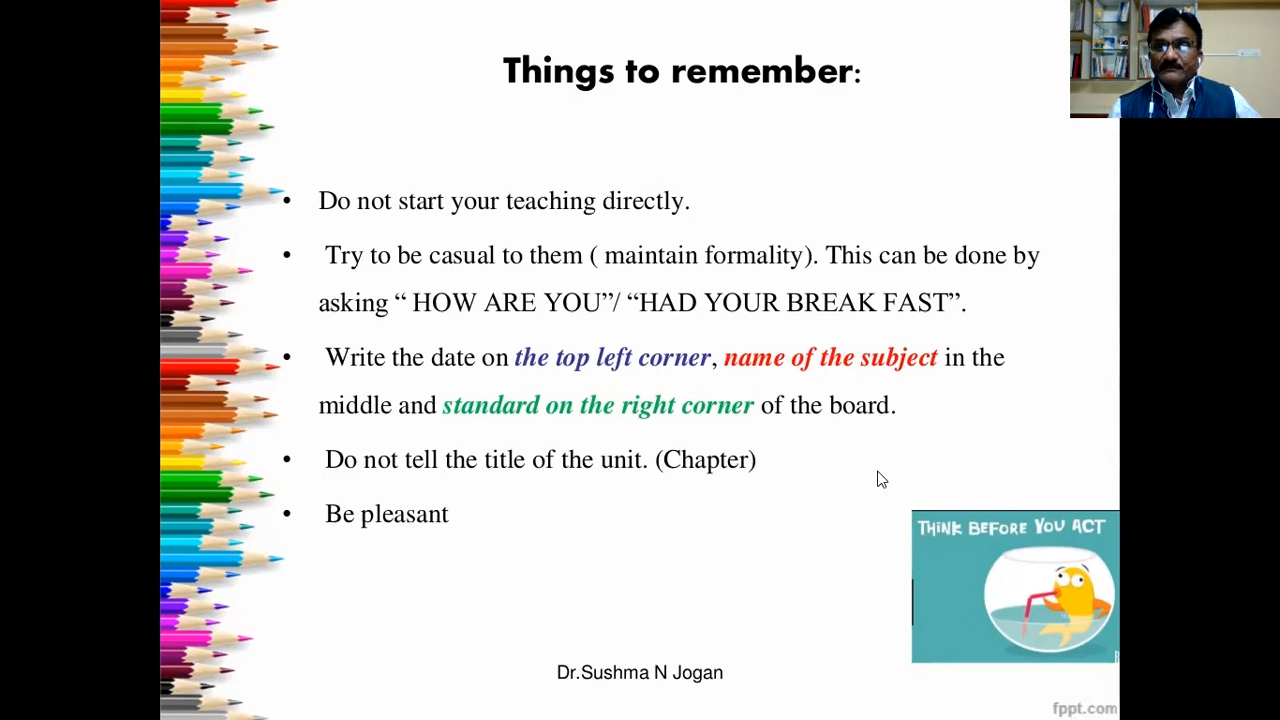 Things to remember:
• Do not start your teaching directly.
• Try to be casual to them ( maintain formality). This can be done by
asking “ HOW ARE YOU”/ “HAD YOUR BREAK FAST”.
• Write the date on the top left corner, name of the subject in the
middle and standard on the right corner of the board.
• Do not tell the title of the unit. (Chapter)
• Be pleasant
THINK BEFORE YOU ACT
Dr.Sushma N Jogan
fppt.com